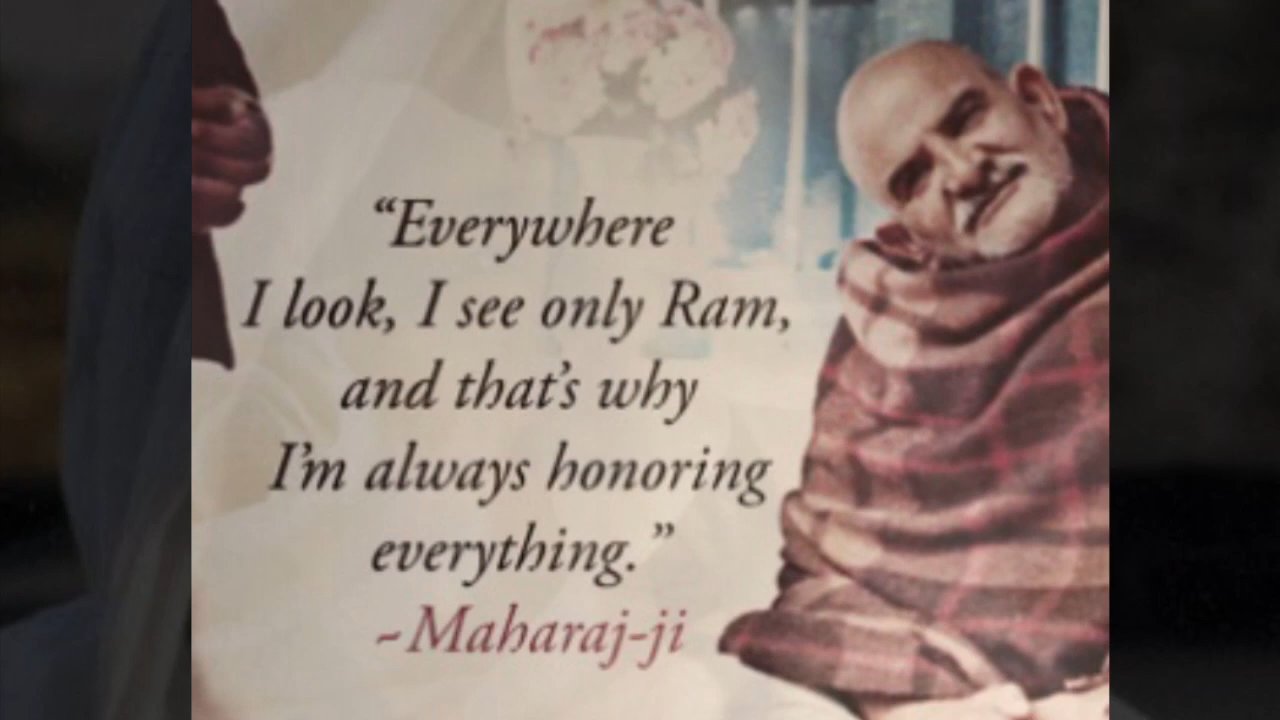 “Everywhere
I look, I see only Ram,
and that’s why
I’m always honoring
everything.”
~Maharaj-ji